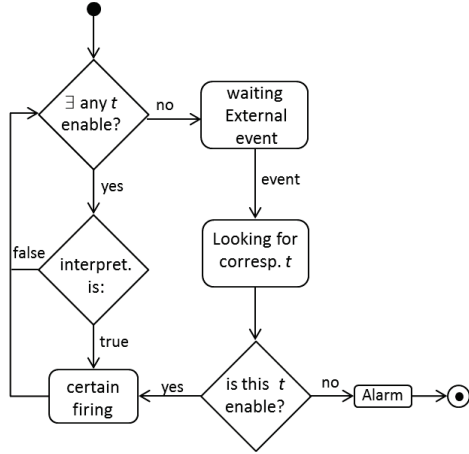 ∃ any t
enable?
no
waiting
External
event
yes
event
false
interpret.
is:
Looking for
corresp. t
true
certain
firing
yes
is this t
enable?
no
Alarm